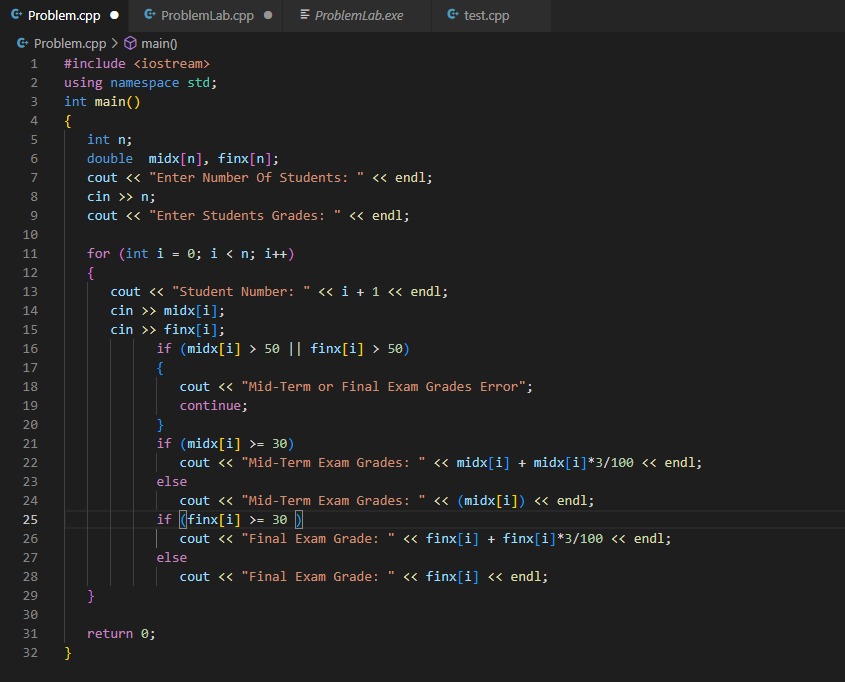 Problem.cpp ProblemLab.cpp ProblemLab.exe test.cpp
Problem.cpp > main()
1 #include <iostream>
2 using namespace std;
3 int main()
4 {
5 int n;
6 double  midx[n], finx[n];
7 cout << "Enter Number Of Students: " << endl;
8 cin >> n;
9 cout << "Enter Students Grades: " << endl;
10
11 for (int i = 0; i < n; i++)
12 {
13 cout << "Student Number: " << i + 1 << endl;
14 cin >> midx[i];
15 cin >> finx[i];
16 if (midx[i] > 50 || finx[i] > 50)
17 {
18 cout << "Mid-Term or Final Exam Grades Error";
19 continue;
20 }
21 if (midx[i] >= 30)
22 cout << "Mid-Term Exam Grades: " << midx[i] + midx[i]*3/100 << endl;
23 else
24 cout << "Mid-Term Exam Grades: " << (midx[i]) << endl;
25 if (finx[i] >= 30 )
26 cout << "Final Exam Grade: " << finx[i] + finx[i]*3/100 << endl;
27 else
28 cout << "Final Exam Grade: " << finx[i] << endl;
29 }
30
31 return 0;
32 }